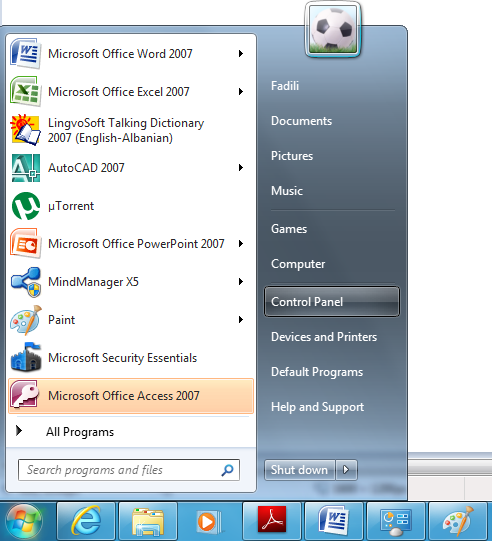 Microsoft Office Word 2007
Microsoft Office Excel 2007
LingvoSoft Talking Dictionary
2007 (English-Albanian)
AutoCAD 2007
µTorrent
Microsoft Office PowerPoint 2007
MindManager X5
Paint
Microsoft Security Essentials
Microsoft Office Access 2007
All Programs
Search programs and files
Fadili
Documents
Pictures
Music
Games
Computer
Control Panel
Devices and Printers
Default Programs
Help and Support
Shut down